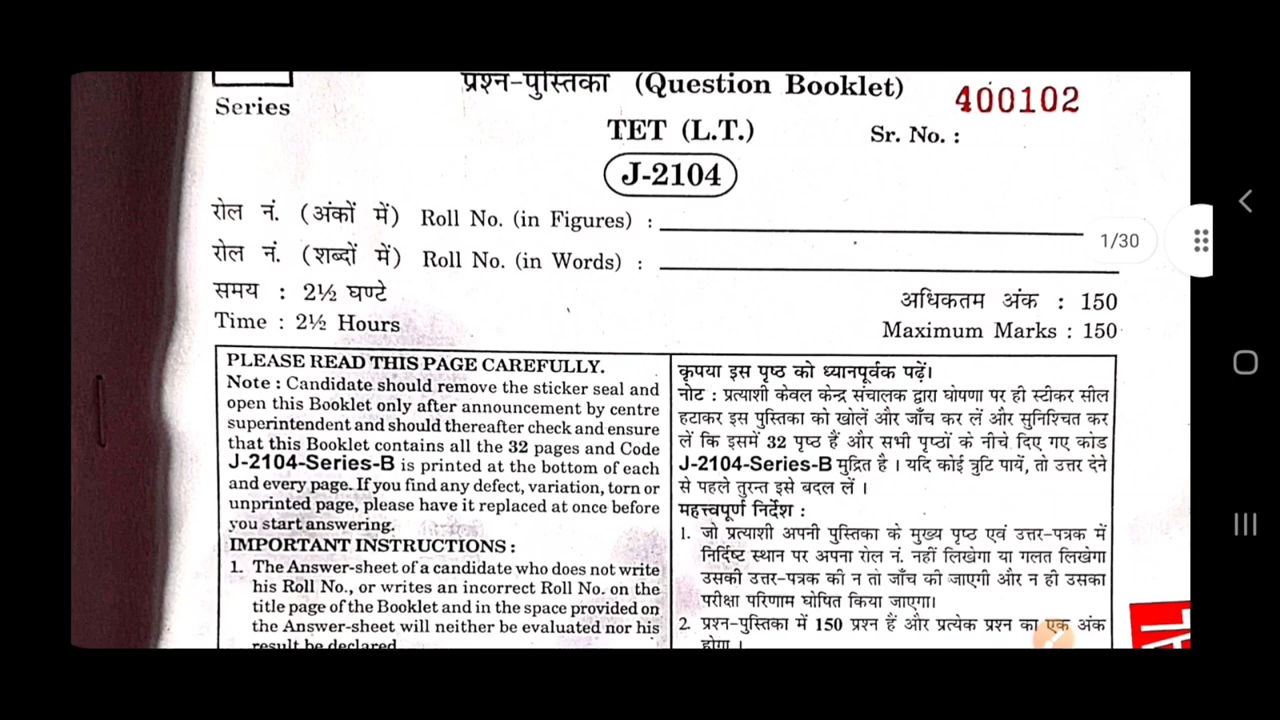 प्रश्न-पुस्तिका (Question Booklet)
400102
Series
TET (L.T.)
Sr. No. :
J-2104
रोल नं. (अंकों में) Roll No. (in Figures) :
1/30
रोल नं. (शब्दों में) Roll No. (in Words) :
समय : 2½ घण्टे
अधिकतम अंक : 150
Time : 2½ Hours
Maximum Marks : 150
PLEASE READ THIS PAGE CAREFULLY.
Note : Candidate should remove the sticker seal and
open this Booklet only after announcement by centre
superintendent and should thereafter check and ensure
that this Booklet contains all the 32 pages and Code
J-2104-Series-B is printed at the bottom of each
and every page. If you find any defect, variation, torn or
unprinted page, please have it replaced at once before
you start answering.
IMPORTANT INSTRUCTIONS :
1. The Answer-sheet of a candidate who does not write
his Roll No., or writes an incorrect Roll No. on the
title page of the Booklet and in the space provided on
the Answer-sheet will neither be evaluated nor his
result be declared
कृपया इस पृष्ठ को ध्यानपूर्वक पढ़ें।
नोट : प्रत्याशी केवल केन्द्र संचालक द्वारा घोषणा पर ही स्टीकर सील
हटाकर इस पुस्तिका को खोलें और जाँच कर लें और सुनिश्चित कर
लें कि इसमें 32 पृष्ठ हैं और सभी पृष्ठों के नीचे दिए गए कोड
J-2104-Series-B मुद्रित है । यदि कोई त्रुटि पायें, तो उत्तर देने
से पहले तुरन्त इसे बदल लें ।
महत्त्वपूर्ण निर्देश :
1. जो प्रत्याशी अपनी पुस्तिका के मुख्य पृष्ठ एवं उत्तर-पत्रक में
निर्दिष्ट स्थान पर अपना रोल नं. नहीं लिखेगा या गलत लिखेगा
उसकी उत्तर-पत्रक की न तो जाँच की जाएगी और न ही उसका
परीक्षा परिणाम घोषित किया जाएगा।
2. प्रश्न-पुस्तिका में 150 प्रश्न हैं और प्रत्येक प्रश्न का एक अंक
होगा ।